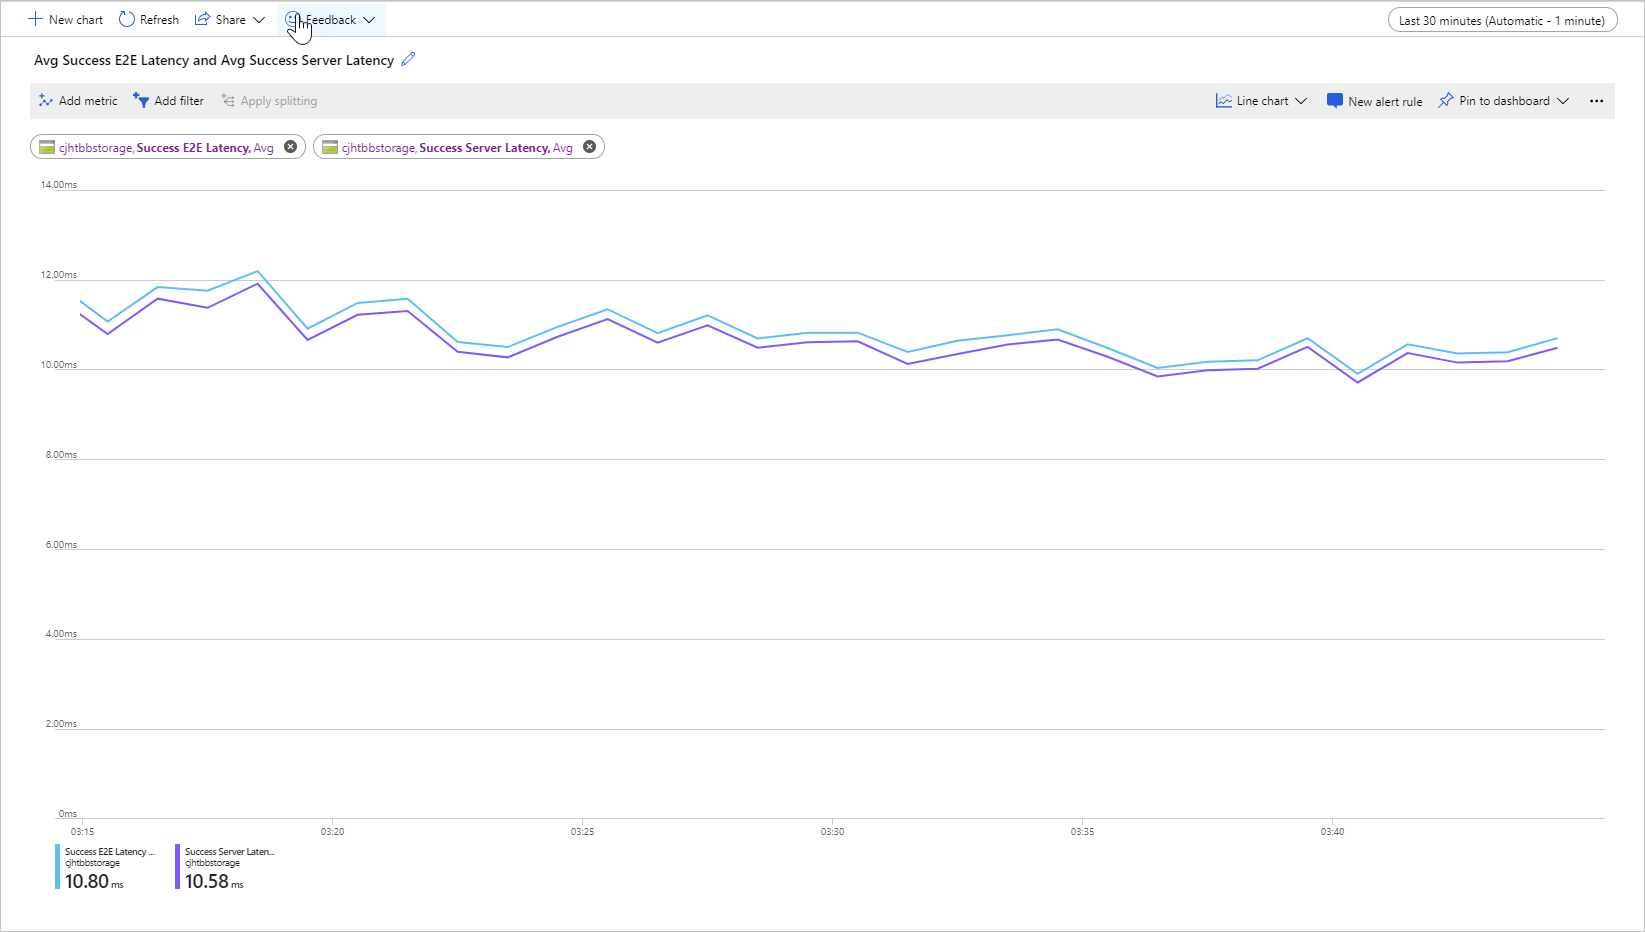 New chart Refresh Share Feedback Last 30 minutes (Automatic - 1 minute)
Avg Success E2E Latency and Avg Success Server Latency
Add metric Add filter Apply splitting Line chart New alert rule Pin to dashboard ...
cjhtbbstorage, Success E2E Latency, Avg cjhtbbstorage, Success Server Latency, Avg
14.00ms
12.00ms
10.00ms
8.00ms
6.00ms
4.00ms
2.00ms
0ms
03:15 03:20 03:25 03:30 03:35 03:40
Success E2E Latency ... Success Server Laten...
cjhtbbstorage cjhtbbstorage
10.80 ms 10.58 ms